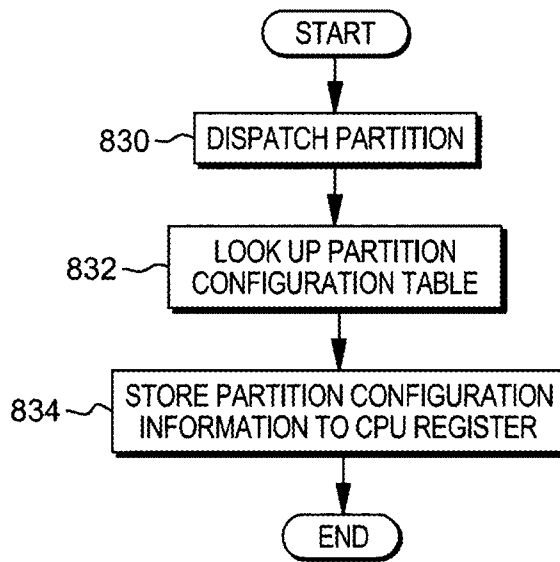 START
830
DISPATCH PARTITION
832
LOOK UP PARTITION
CONFIGURATION TABLE
834
STORE PARTITION CONFIGURATION
INFORMATION TO CPU REGISTER
END